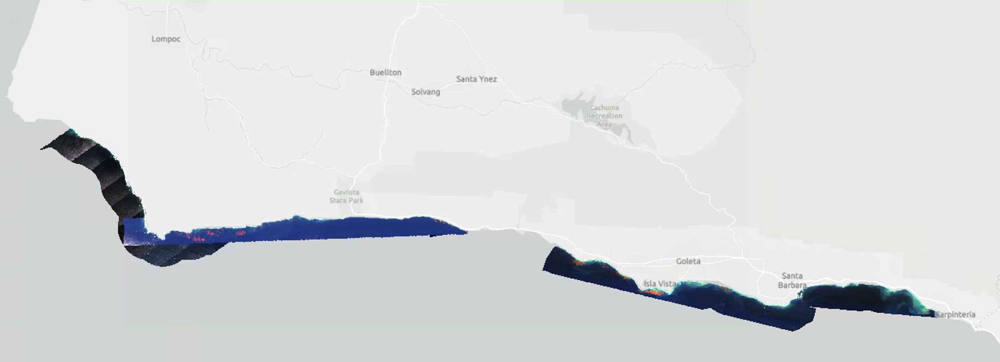 Lompoc
Buellton
Santa Ynez
Solvang
Cachuma
Recreation
Area
Gaviota
State Park
Goleta
Santa
Barbara
Isla Vista
Carpinteria